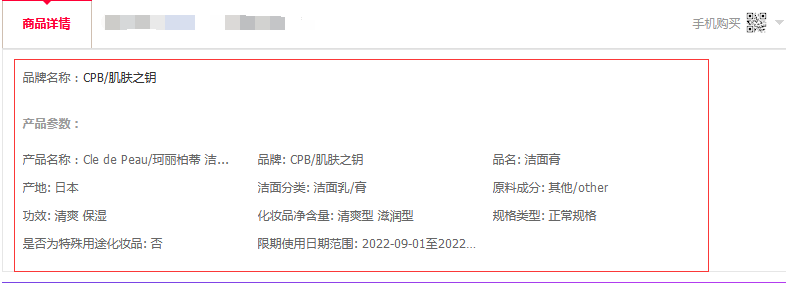 商品详情
手机购买
品牌名称：CPB/肌肤之钥
产品参数：
产品名称：Cle de Peau/珂丽柏蒂 洁... 品牌: CPB/肌肤之钥 品名: 洁面膏
产地: 日本 洁面分类: 洁面乳/膏 原料成分: 其他/other
功效: 清爽 保湿 化妆品净含量: 清爽型 滋润型 规格类型: 正常规格
是否为特殊用途化妆品: 否 限期使用日期范围: 2022-09-01至2022...